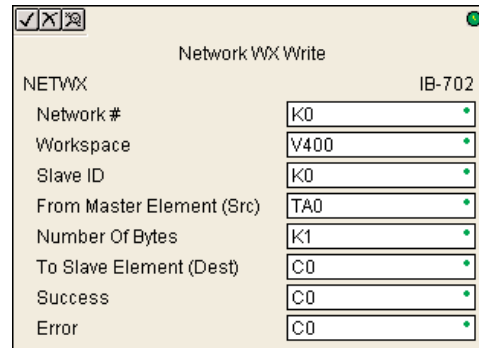 Network WX Write
NETWX IB-702
Network # K0
Workspace V400
Slave ID K0
From Master Element (Src) TA0
Number Of Bytes K1
To Slave Element (Dest) C0
Success C0
Error C0